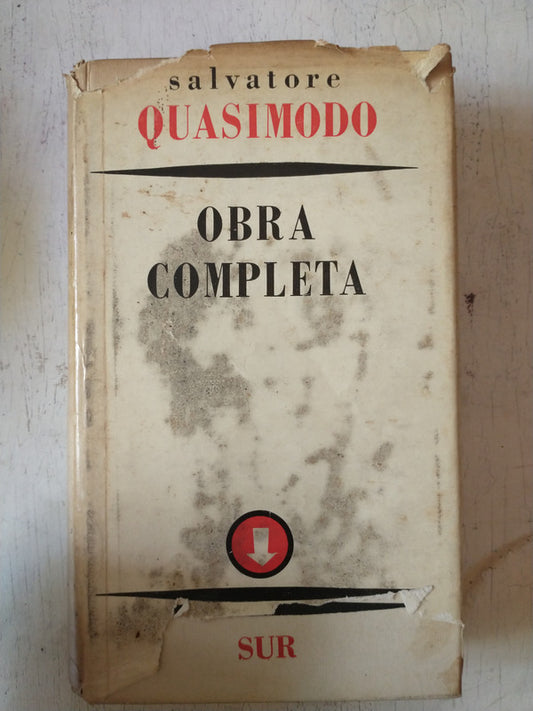 salvatore
QUASIMODO
OBRA
COMPLETA
SUR